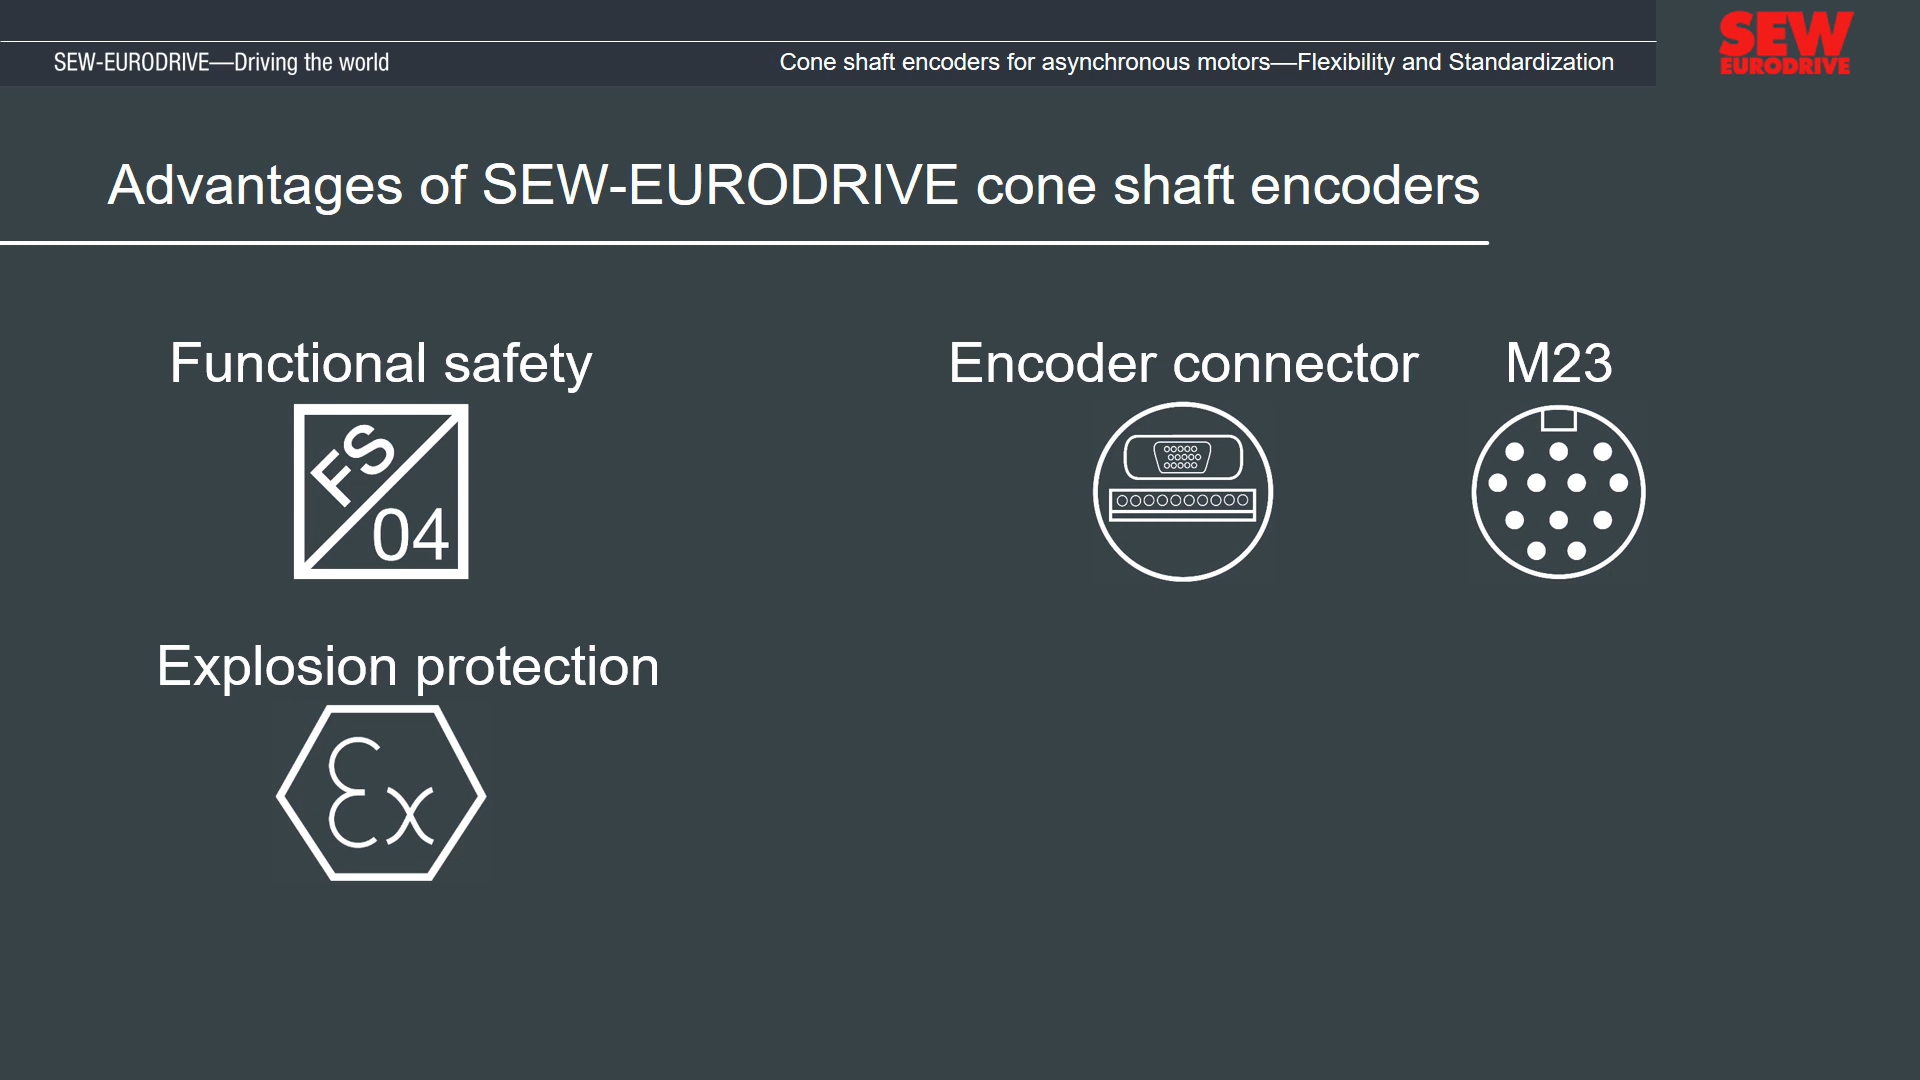 SEW-EURODRIVE—Driving the world
Cone shaft encoders for asynchronous motors—Flexibility and Standardization
SEW
EURODRIVE
Advantages of SEW-EURODRIVE cone shaft encoders
Functional safety
Encoder connector
M23
FS
04
Explosion protection
Ex